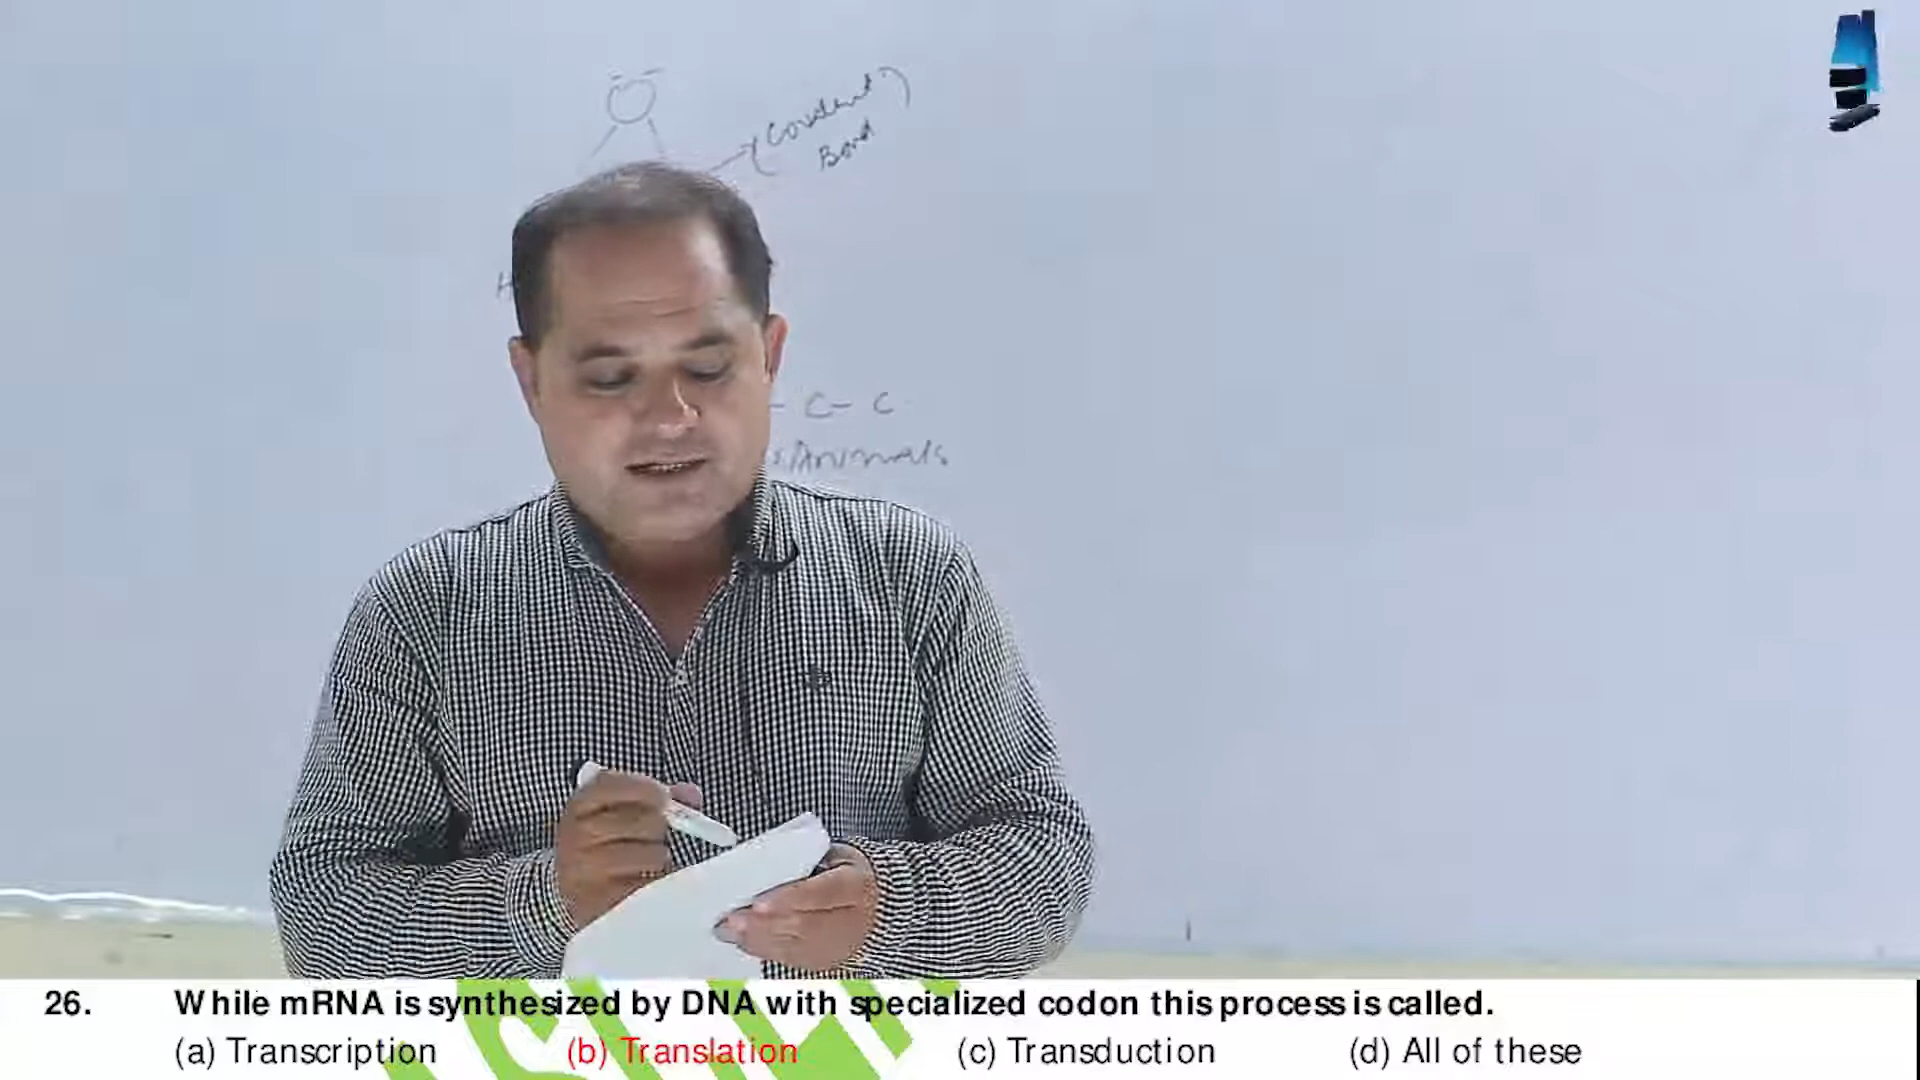 (Covalent)
Bond
H
- C - C
Animals
26. While mRNA is synthesized by DNA with specialized codon this process is called.
(a) Transcription (b) Translation (c) Transduction (d) All of these